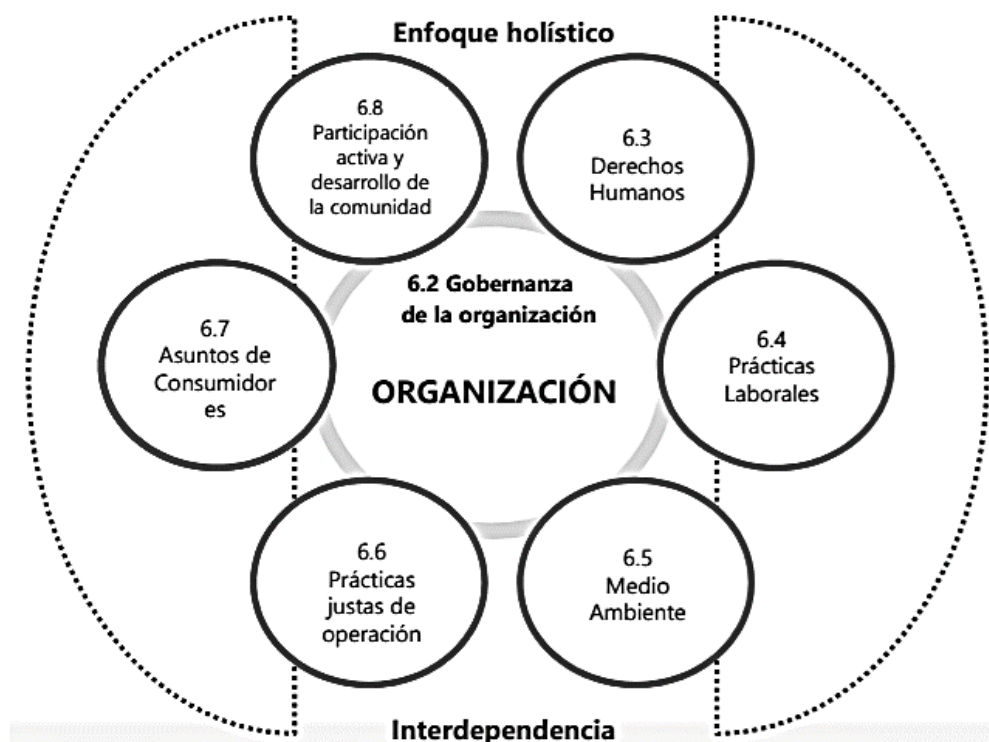 Enfoque holístico
6.8
Participación
activa y
desarrollo de
la comunidad
6.3
Derechos
Humanos
6.2 Gobernanza
de la organización
6.7
Asuntos de
Consumidor
es
ORGANIZACIÓN
6.4
Prácticas
Laborales
6.6
Prácticas
justas de
operación
6.5
Medio
Ambiente
Interdependencia